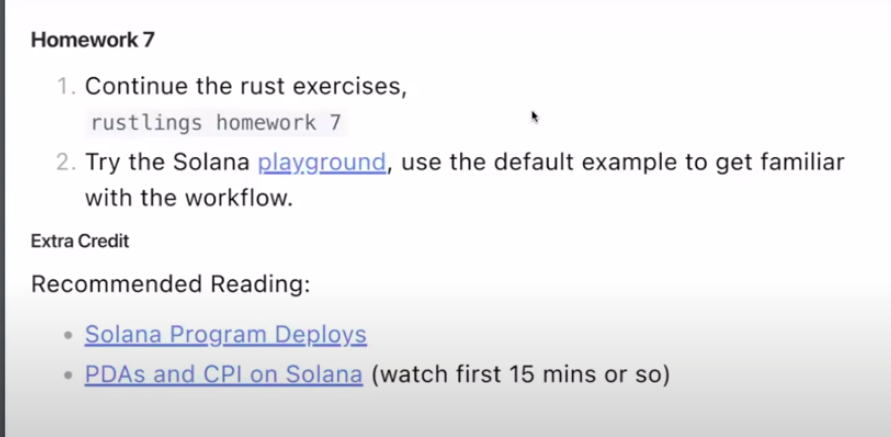 Homework 7
1. Continue the rust exercises,
rustlings homework 7
2. Try the Solana playground, use the default example to get familiar
with the workflow.
Extra Credit
Recommended Reading:
• Solana Program Deploys
• PDAs and CPI on Solana (watch first 15 mins or so)